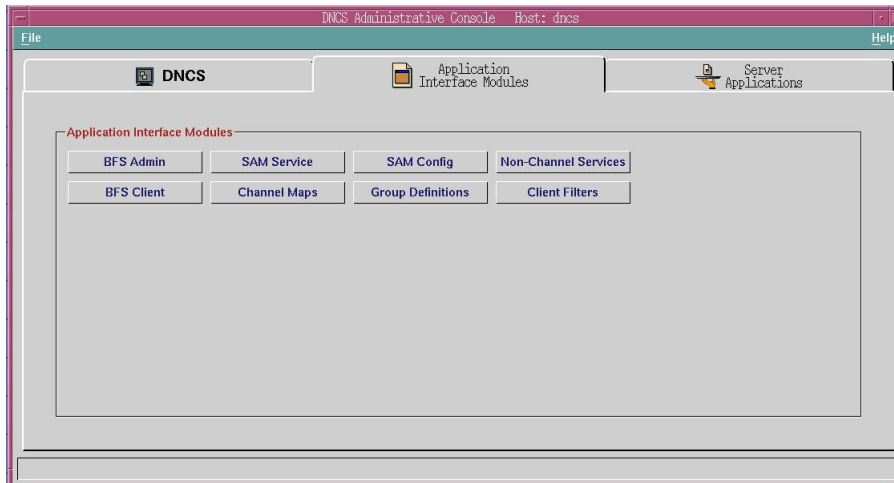 DNCS Administrative Console Host: dncs
File Help
DNCS
Application
Interface Modules
Server
Applications
Application Interface Modules
BFS Admin SAM Service SAM Config Non-Channel Services
BFS Client Channel Maps Group Definitions Client Filters